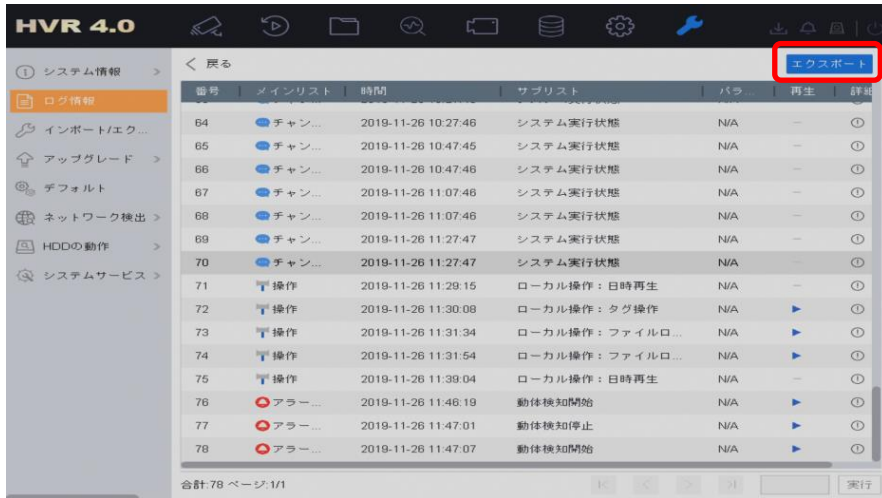 HVR 4.0
システム情報 >
ログ情報
インポート/エク...
アップグレード >
デフォルト
ネットワーク検出 >
HDDの動作 >
システムサービス >
< 戻る
エクスポート
番号 メインリスト 時間 サブリスト パラ... 再生 詳細
64 チャン... 2019-11-26 10:27:46 システム実行状態 N/A —
65 チャン... 2019-11-26 10:47:45 システム実行状態 N/A —
66 チャン... 2019-11-26 10:47:46 システム実行状態 N/A —
67 チャン... 2019-11-26 11:07:46 システム実行状態 N/A —
68 チャン... 2019-11-26 11:07:46 システム実行状態 N/A —
69 チャン... 2019-11-26 11:27:47 システム実行状態 N/A —
70 チャン... 2019-11-26 11:27:47 システム実行状態 N/A —
71 操作 2019-11-26 11:29:15 ローカル操作：日時再生 N/A —
72 操作 2019-11-26 11:30:08 ローカル操作：タグ操作 N/A
73 操作 2019-11-26 11:31:34 ローカル操作：ファイルロ... N/A
74 操作 2019-11-26 11:31:54 ローカル操作：ファイルロ... N/A
75 操作 2019-11-26 11:39:04 ローカル操作：日時再生 N/A —
76 アラー... 2019-11-26 11:46:19 動体検知開始 N/A
77 アラー... 2019-11-26 11:47:01 動体検知停止 N/A
78 アラー... 2019-11-26 11:47:07 動体検知開始 N/A
合計:78 ページ:1/1
実行